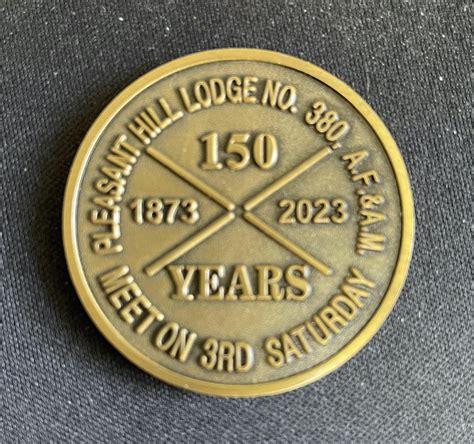 PLEASANT HILL LODGE NO. 380, A.F.&A.M.
150
1873 2023
YEARS
MEET ON 3RD SATURDAY